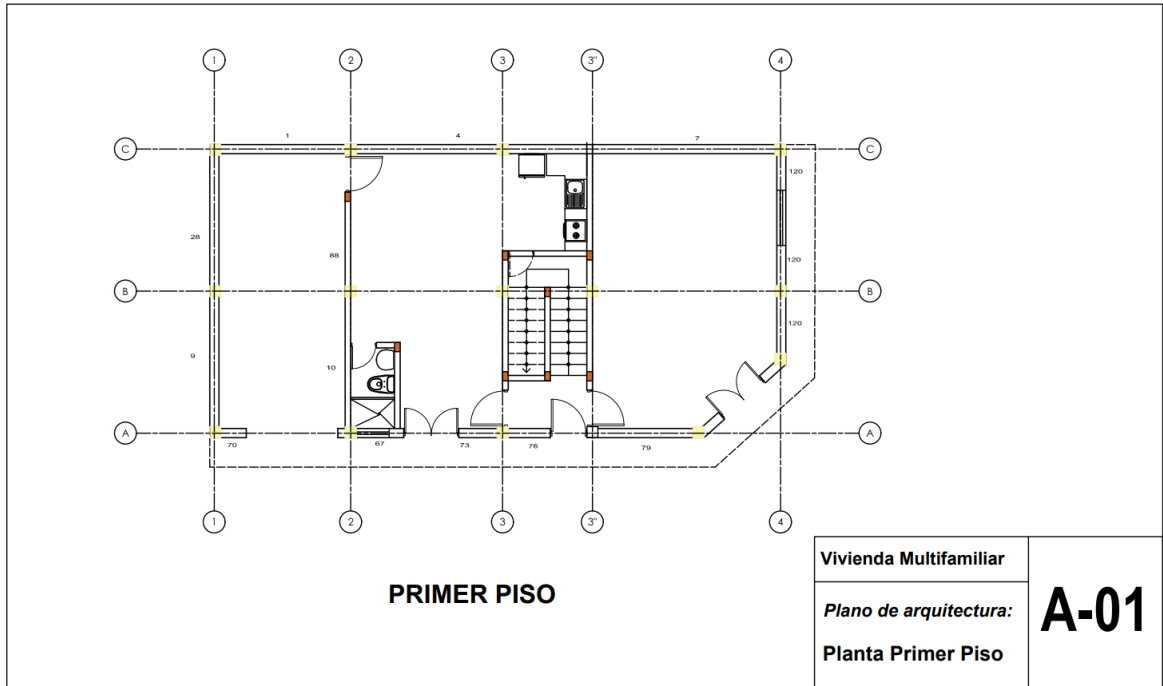 1 2 3 3" 4
1 4 7
C C
120
28 88
120
B B
120
9 10
A A
70 67 73 76 79
1 2 3 3" 4
PRIMER PISO
Vivienda Multifamiliar
Plano de arquitectura:
Planta Primer Piso
A-01